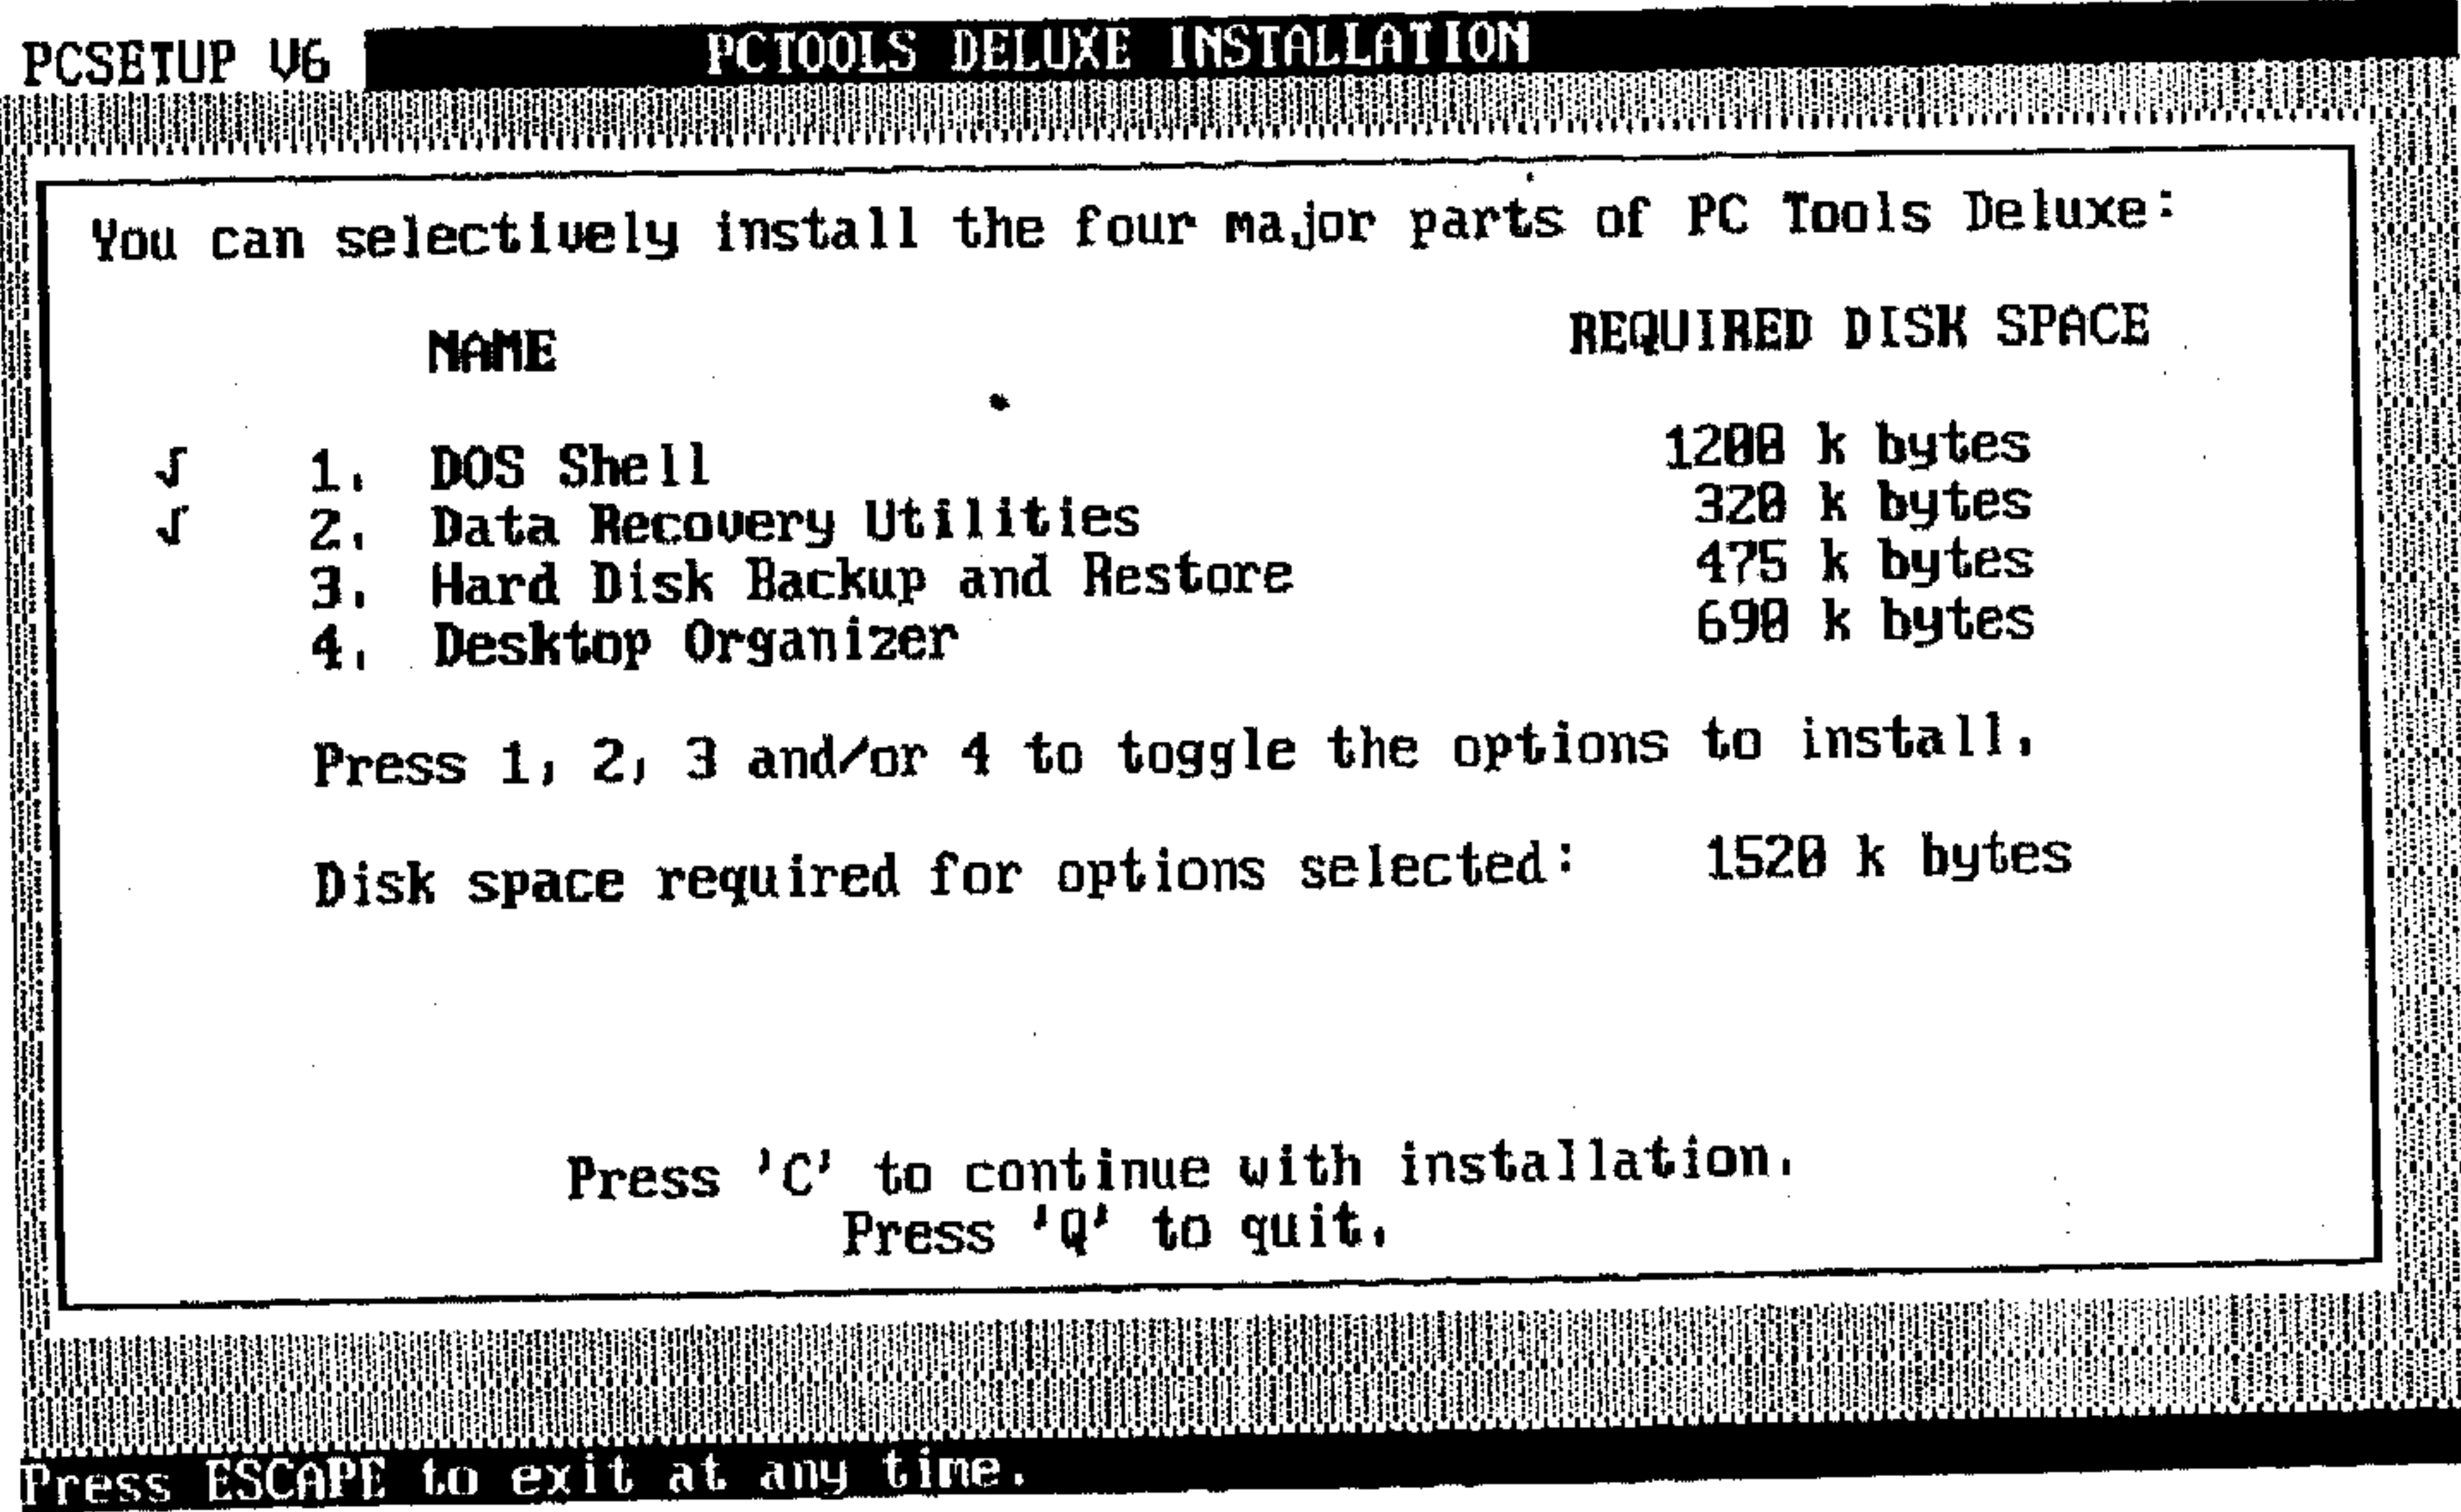 PCSETUP V6 PCTOOLS DELUXE INSTALLATION
You can selectively install the four major parts of PC Tools Deluxe:
NAME REQUIRED DISK SPACE
√ 1. DOS Shell 1200 k bytes
√ 2. Data Recovery Utilities 320 k bytes
3. Hard Disk Backup and Restore 475 k bytes
4. Desktop Organizer 690 k bytes
Press 1, 2, 3 and/or 4 to toggle the options to install.
Disk space required for options selected: 1520 k bytes
Press 'C' to continue with installation.
Press 'Q' to quit.
Press ESCAPE to exit at any time.